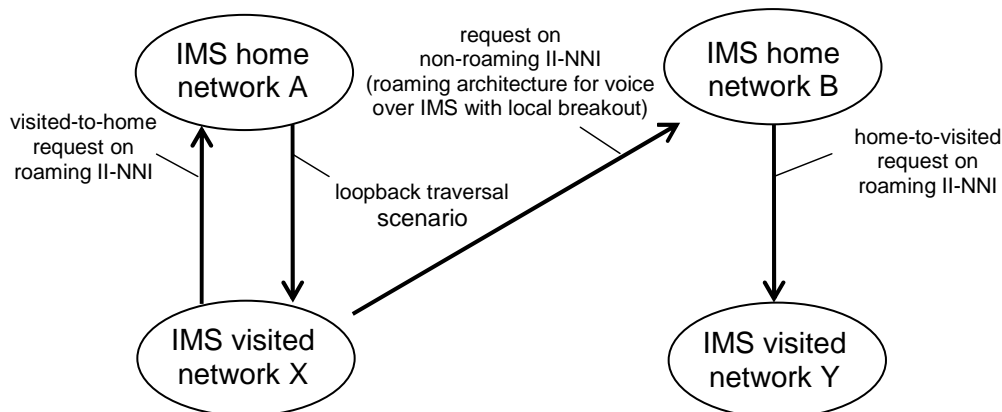 IMS home
network A
request on
non-roaming II-NNI
(roaming architecture for voice
over IMS with local breakout)
IMS home
network B
visited-to-home
request on
roaming II-NNI
loopback traversal
scenario
home-to-visited
request on
roaming II-NNI
IMS visited
network X
IMS visited
network Y